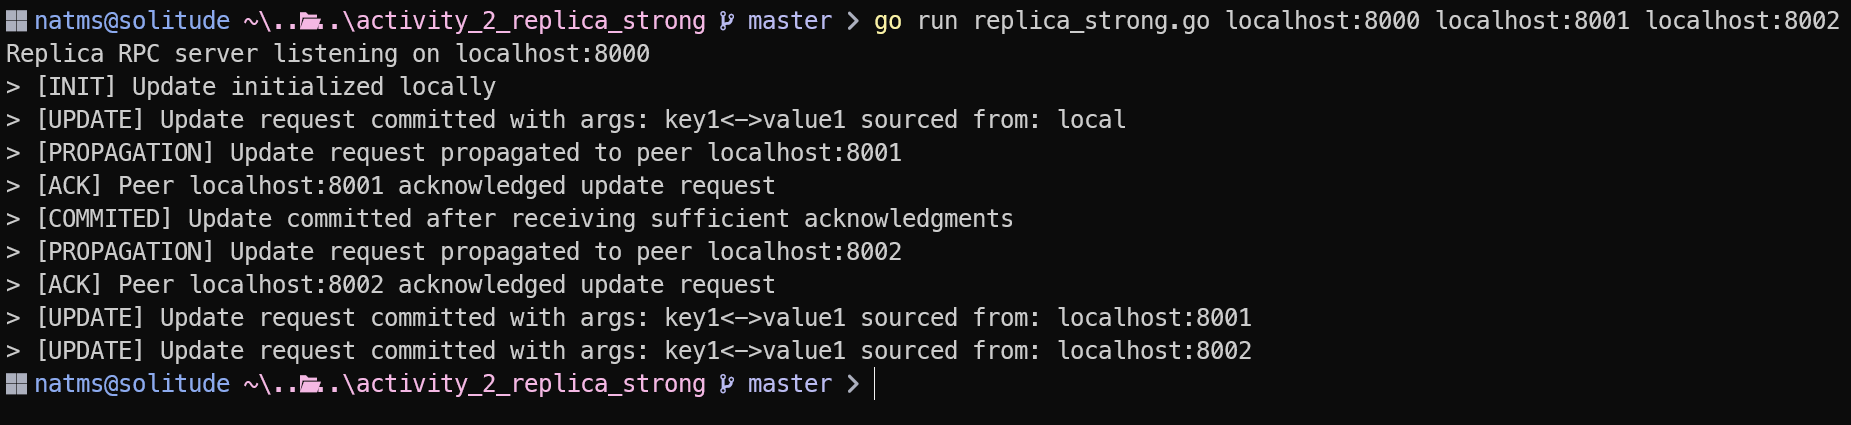 natms@solitude ~\....\activity_2_replica_strong master > go run replica_strong.go localhost:8000 localhost:8001 localhost:8002
Replica RPC server listening on localhost:8000
> [INIT] Update initialized locally
> [UPDATE] Update request committed with args: key1<->value1 sourced from: local
> [PROPAGATION] Update request propagated to peer localhost:8001
> [ACK] Peer localhost:8001 acknowledged update request
> [COMMITED] Update committed after receiving sufficient acknowledgments
> [PROPAGATION] Update request propagated to peer localhost:8002
> [ACK] Peer localhost:8002 acknowledged update request
> [UPDATE] Update request committed with args: key1<->value1 sourced from: localhost:8001
> [UPDATE] Update request committed with args: key1<->value1 sourced from: localhost:8002
natms@solitude ~\....\activity_2_replica_strong master >